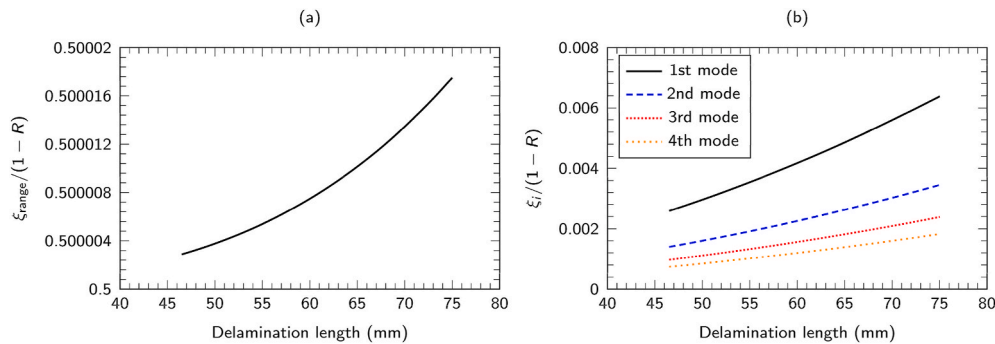 (a)
0.50002
0.500016
0.500012
0.500008
0.500004
0.5
ξrange/(1 − R)
40 45 50 55 60 65 70 75 80
Delamination length (mm)
(b)
0.008
0.006
0.004
0.002
0
ξi/(1 − R)
1st mode
2nd mode
3rd mode
4th mode
40 45 50 55 60 65 70 75 80
Delamination length (mm)